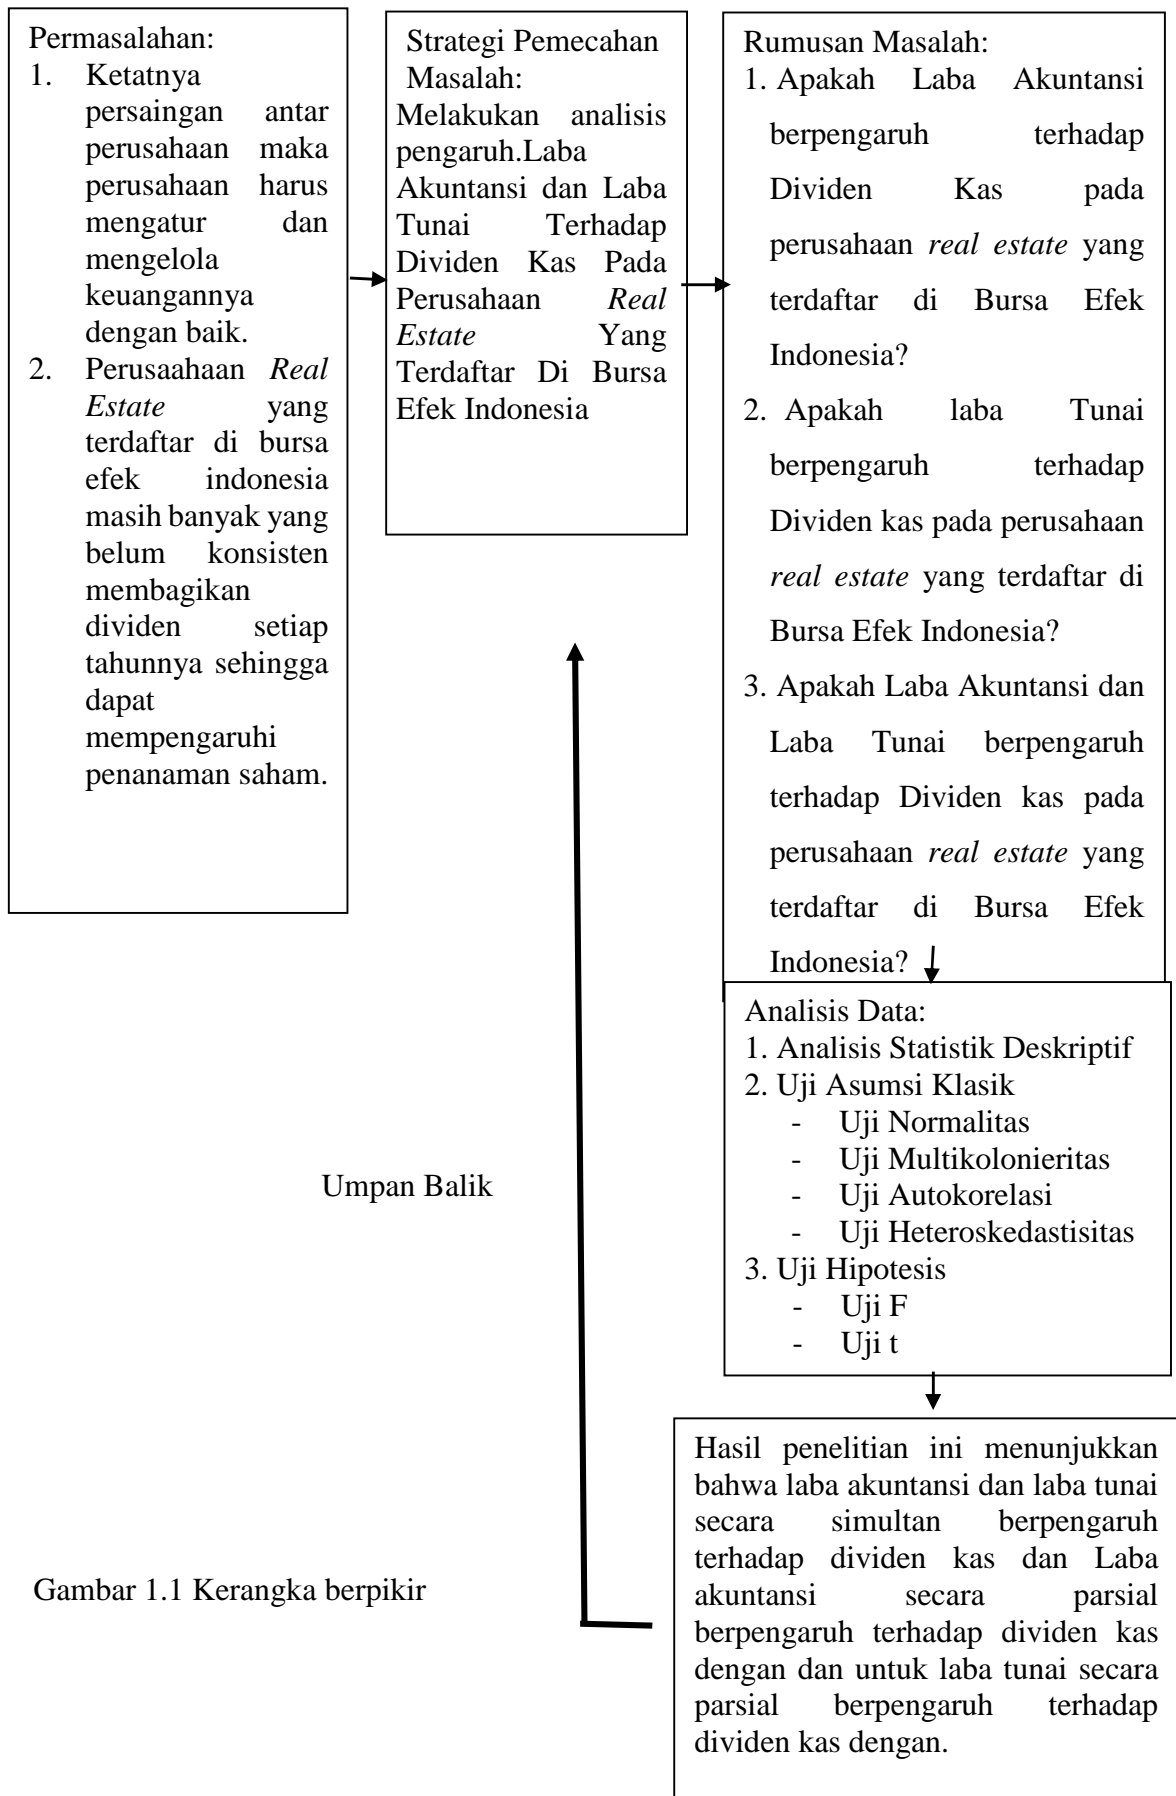 Permasalahan:
1. Ketatnya
persaingan antar
perusahaan maka
perusahaan harus
mengatur dan
mengelola
keuangannya
dengan baik.
2. Perusaahaan Real
Estate yang
terdaftar di bursa
efek indonesia
masih banyak yang
belum konsisten
membagikan
dividen setiap
tahunnya sehingga
dapat
mempengaruhi
penanaman saham.
Strategi Pemecahan
Masalah:
Melakukan analisis
pengaruh.Laba
Akuntansi dan Laba
Tunai Terhadap
Dividen Kas Pada
Perusahaan Real
Estate Yang
Terdaftar Di Bursa
Efek Indonesia
Rumusan Masalah:
1. Apakah Laba Akuntansi
berpengaruh terhadap
Dividen Kas pada
perusahaan real estate yang
terdaftar di Bursa Efek
Indonesia?
2. Apakah laba Tunai
berpengaruh terhadap
Dividen kas pada perusahaan
real estate yang terdaftar di
Bursa Efek Indonesia?
3. Apakah Laba Akuntansi dan
Laba Tunai berpengaruh
terhadap Dividen kas pada
perusahaan real estate yang
terdaftar di Bursa Efek
Indonesia?
Analisis Data:
1. Analisis Statistik Deskriptif
2. Uji Asumsi Klasik
- Uji Normalitas
- Uji Multikolonieritas
- Uji Autokorelasi
- Uji Heteroskedastisitas
3. Uji Hipotesis
- Uji F
- Uji t
Umpan Balik
Hasil penelitian ini menunjukkan
bahwa laba akuntansi dan laba tunai
secara simultan berpengaruh
terhadap dividen kas dan Laba
akuntansi secara parsial
berpengaruh terhadap dividen kas
dengan dan untuk laba tunai secara
parsial berpengaruh terhadap
dividen kas dengan.
Gambar 1.1 Kerangka berpikir